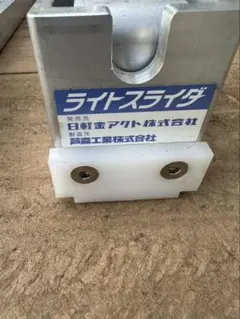 ライトスライダ
発売元
日軽金アクト株式会社
製造元
芦森工業株式会社